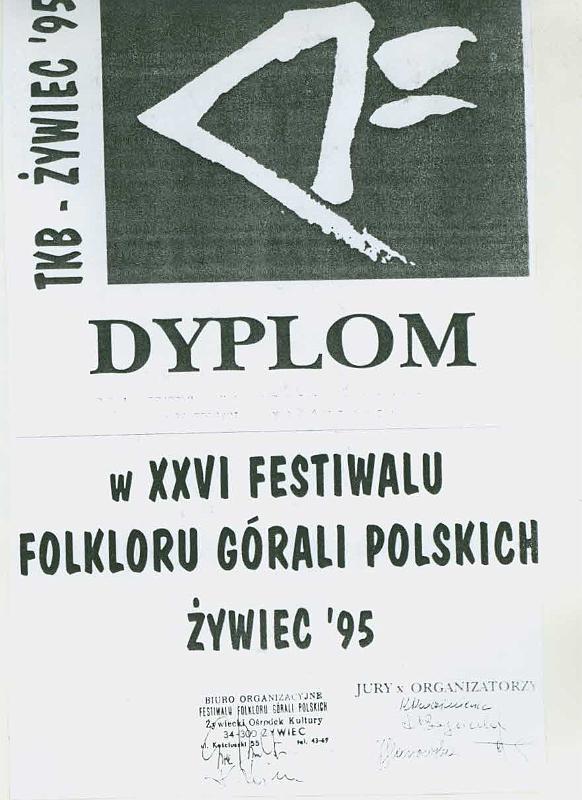 TKB - ŻYWIEC '95
DYPLOM
w XXVI FESTIWALU
FOLKLORU GÓRALI POLSKICH
ŻYWIEC '95
BIURO ORGANIZACYJNE
FESTIWALU FOLKLORU GÓRALI POLSKICH
Żywiecki Ośrodek Kultury
34-300 ŻYWIEC
ul. Kościuszki 55 tel. 43-69
JURY x ORGANIZATORZY